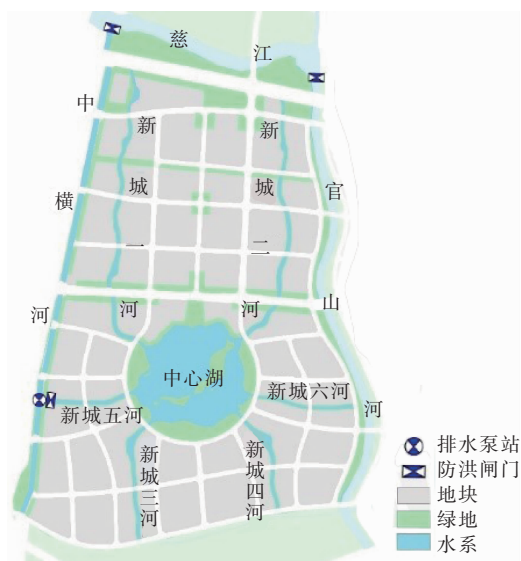 慈江
中横河
新城一河
新城二河
官山河
中心湖
新城五河
新城六河
新城三河
新城四河
排水泵站
防洪闸门
地块
绿地
水系